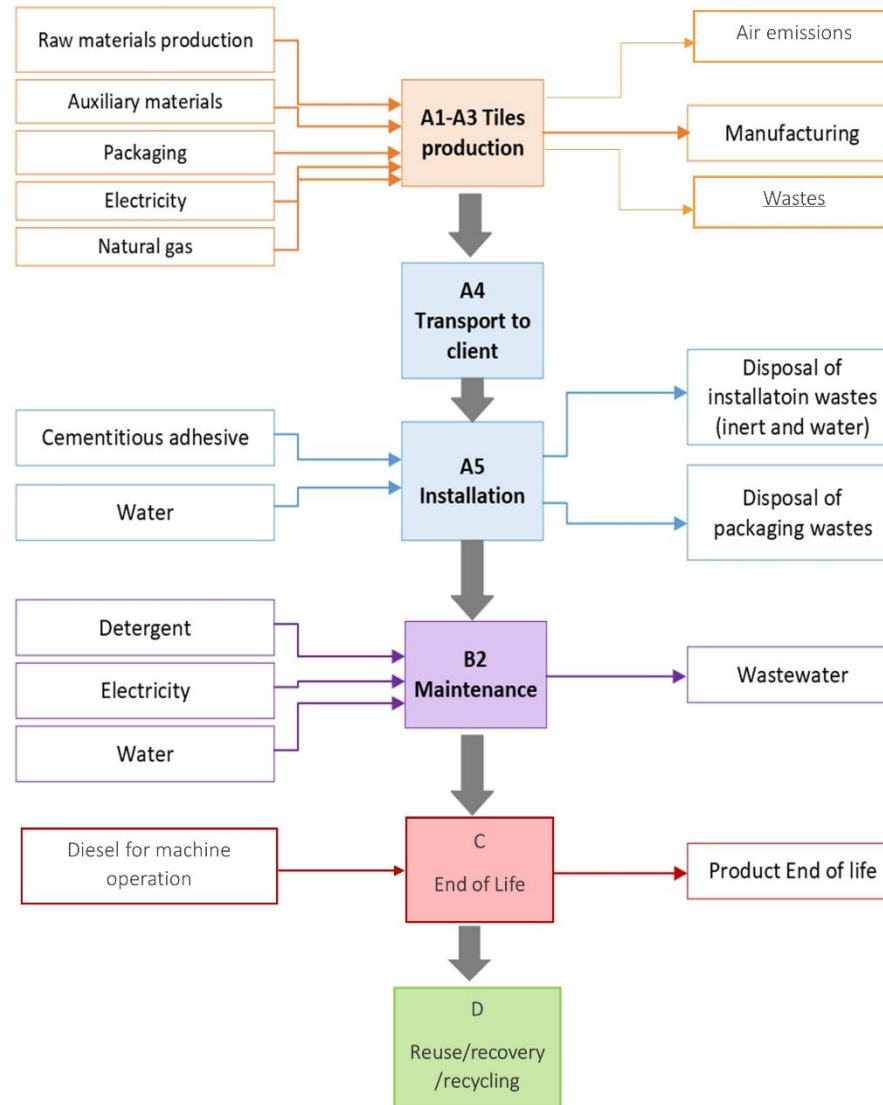 Raw materials production
Auxiliary materials
Packaging
Electricity
Natural gas
A1-A3 Tiles
production
Air emissions
Manufacturing
Wastes
A4
Transport to
client
Cementitious adhesive
Water
A5
Installation
Disposal of
installatoin wastes
(inert and water)
Disposal of
packaging wastes
Detergent
Electricity
Water
B2
Maintenance
Wastewater
Diesel for machine
operation
C
End of Life
Product End of life
D
Reuse/recovery
/recycling